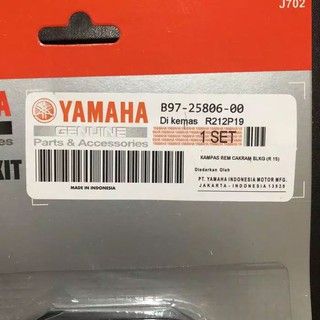 J702
YAMAHA
GENUINE
Parts & Accessories
MADE IN INDONESIA
B97-25806-00
Di kemas R212P19
1 SET
KAMPAS REM CAKRAM BLKG (R 15)
Diedarkan Oleh
PT. YAMAHA INDONESIA MOTOR MFG.
JAKARTA - INDONESIA 13920
KIT